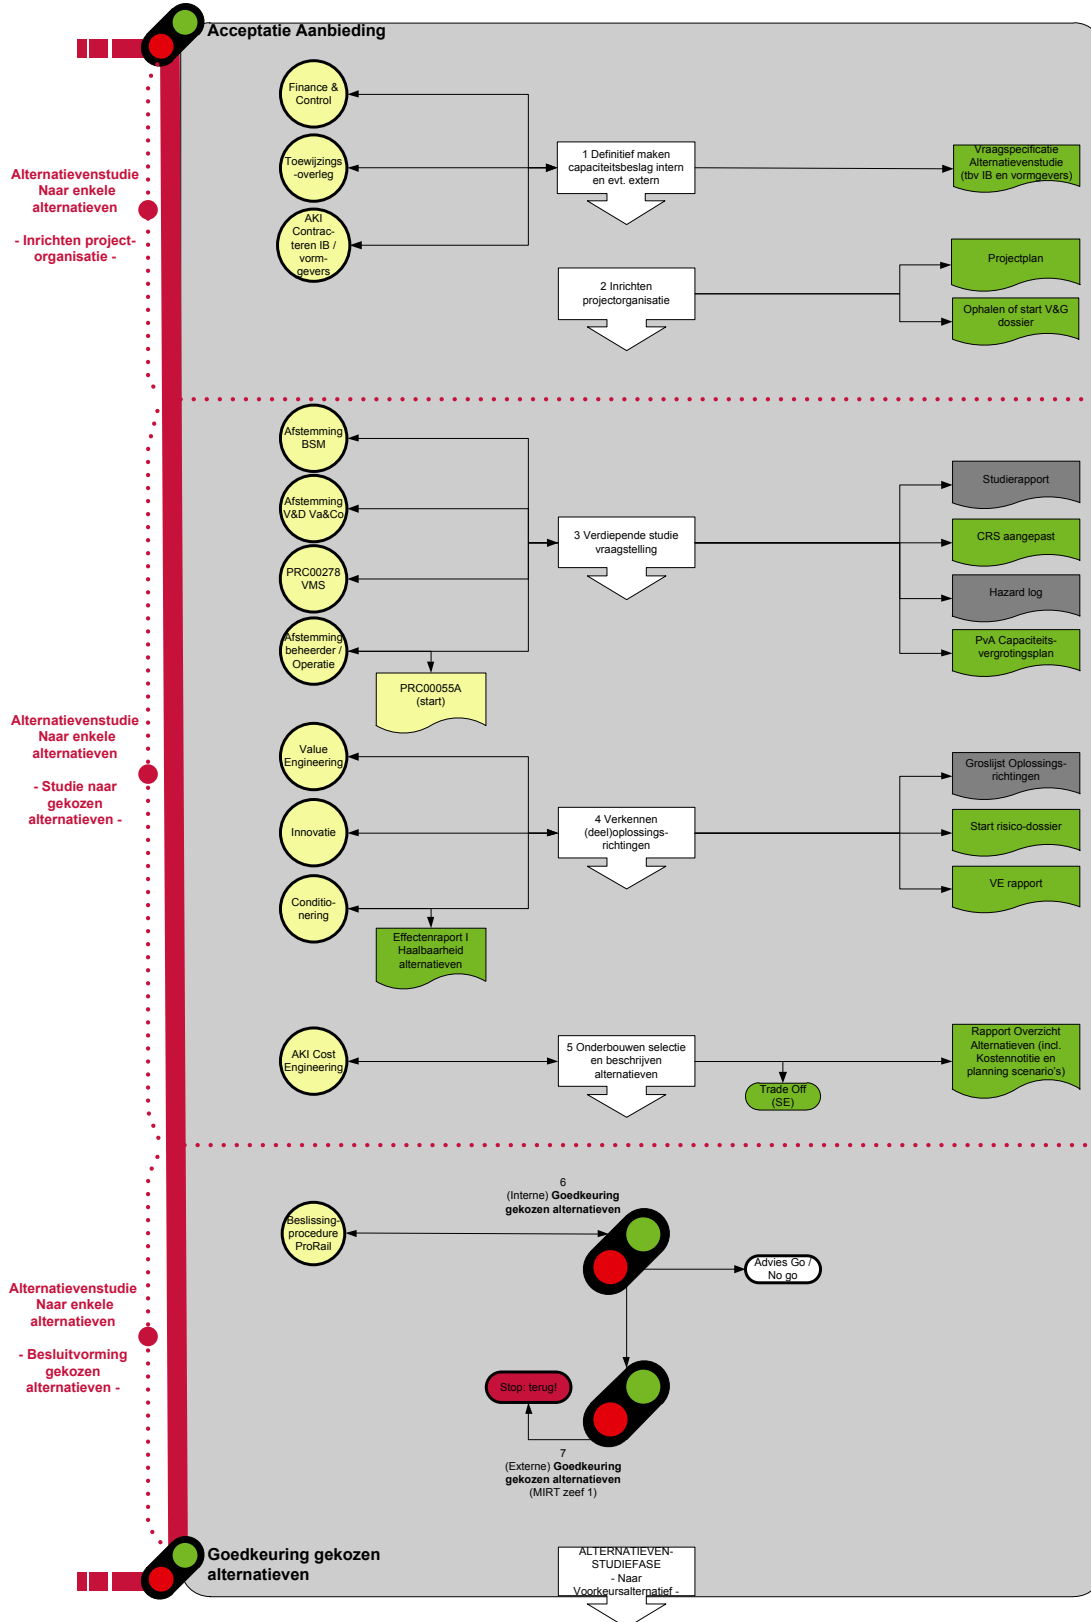 Acceptatie Aanbieding
Alternatievenstudie
Naar enkele
alternatieven
- Inrichten project-
organisatie -
Finance &
Control
Toewijzings
-overleg
AKI
Contrac-
teren IB /
vorm-
gevers
1 Definitief maken
capaciteitsbeslag intern
en evt. extern
Vraagspecificatie
Alternatievenstudie
(tbv IB en vormgevers)
2 Inrichten
projectorganisatie
Projectplan
Ophalen of start V&G
dossier
Alternatievenstudie
Naar enkele
alternatieven
- Studie naar
gekozen
alternatieven -
Afstemming
BSM
Afstemming
V&D Va&Co
PRC00278
VMS
Afstemming
beheerder /
Operatie
PRC00055A
(start)
3 Verdiepende studie
vraagstelling
Studierapport
CRS aangepast
Hazard log
PvA Capaciteits-
vergrotingsplan
Value
Engineering
Innovatie
Conditio-
nering
Effectenraport I
Haalbaarheid
alternatieven
4 Verkennen
(deel)oplossings-
richtingen
Groslijst Oplossings-
richtingen
Start risico-dossier
VE rapport
AKI Cost
Engineering
5 Onderbouwen selectie
en beschrijven
alternatieven
Trade Off
(SE)
Rapport Overzicht
Alternatieven (incl.
Kostennotitie en
planning scenario's)
Alternatievenstudie
Naar enkele
alternatieven
- Besluitvorming
gekozen
alternatieven -
Beslissing-
procedure
ProRail
6
(Interne) Goedkeuring
gekozen alternatieven
Advies Go /
No go
Stop: terug!
7
(Externe) Goedkeuring
gekozen alternatieven
(MIRT zeef 1)
Goedkeuring gekozen
alternatieven
ALTERNATIEVEN-
STUDIEFASE
- Naar
Voorkeursalternatief -